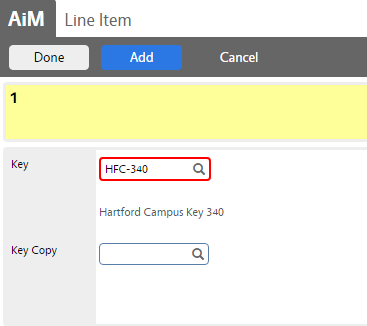 AiM Line Item
Done Add Cancel
1
Key HFC-340
Hartford Campus Key 340
Key Copy